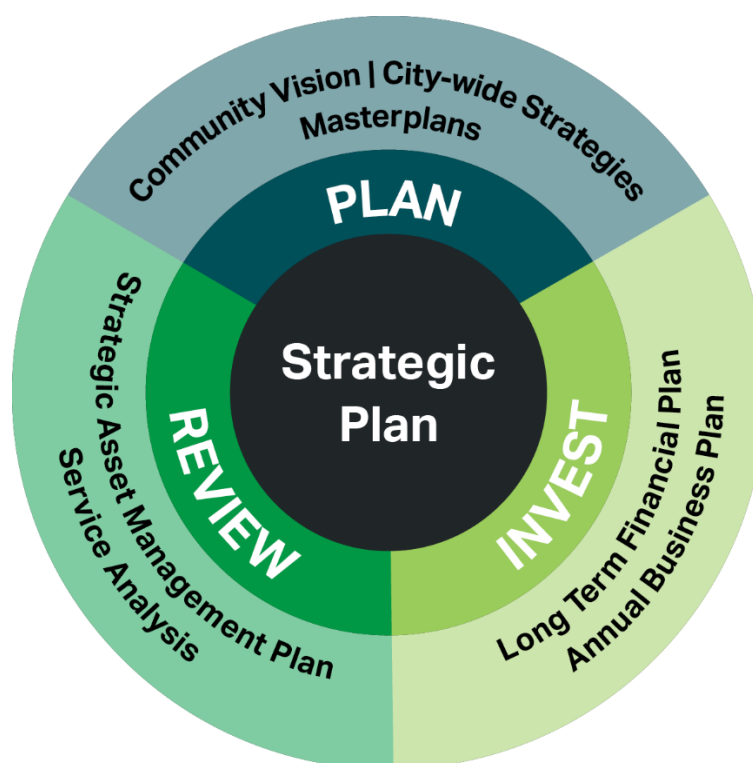 Community Vision | City-wide Strategies
Masterplans
PLAN
Strategic
Plan
INVEST
Long Term Financial Plan
Annual Business Plan
REVIEW
Strategic Asset Management Plan
Service Analysis